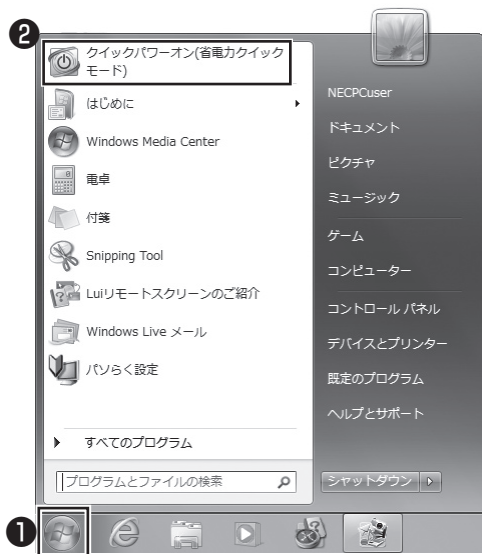 ❷
クイックパワーオン(省電力クイック
モード)
はじめに
Windows Media Center
電卓
付箋
Snipping Tool
Luiリモートスクリーンのご紹介
Windows Live メール
パソらく設定
すべてのプログラム
プログラムとファイルの検索
NECPCuser
ドキュメント
ピクチャ
ミュージック
ゲーム
コンピューター
コントロール パネル
デバイスとプリンター
既定のプログラム
ヘルプとサポート
シャットダウン
❶